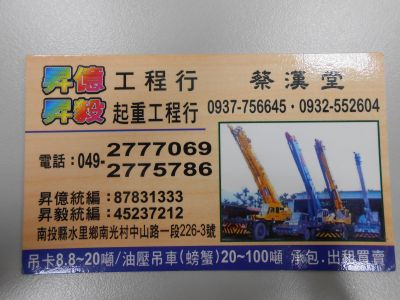 昇億 工程行 蔡漢堂
昇毅 起重工程行 0937-756645·0932-552604
電話:049-2777069
2775786
昇億統編:87831333
昇毅統編:45237212
南投縣水里鄉南光村中山路一段226-3號
吊卡8.8~20噸/油壓吊車(螃蟹)20~100噸 承包.出租買賣